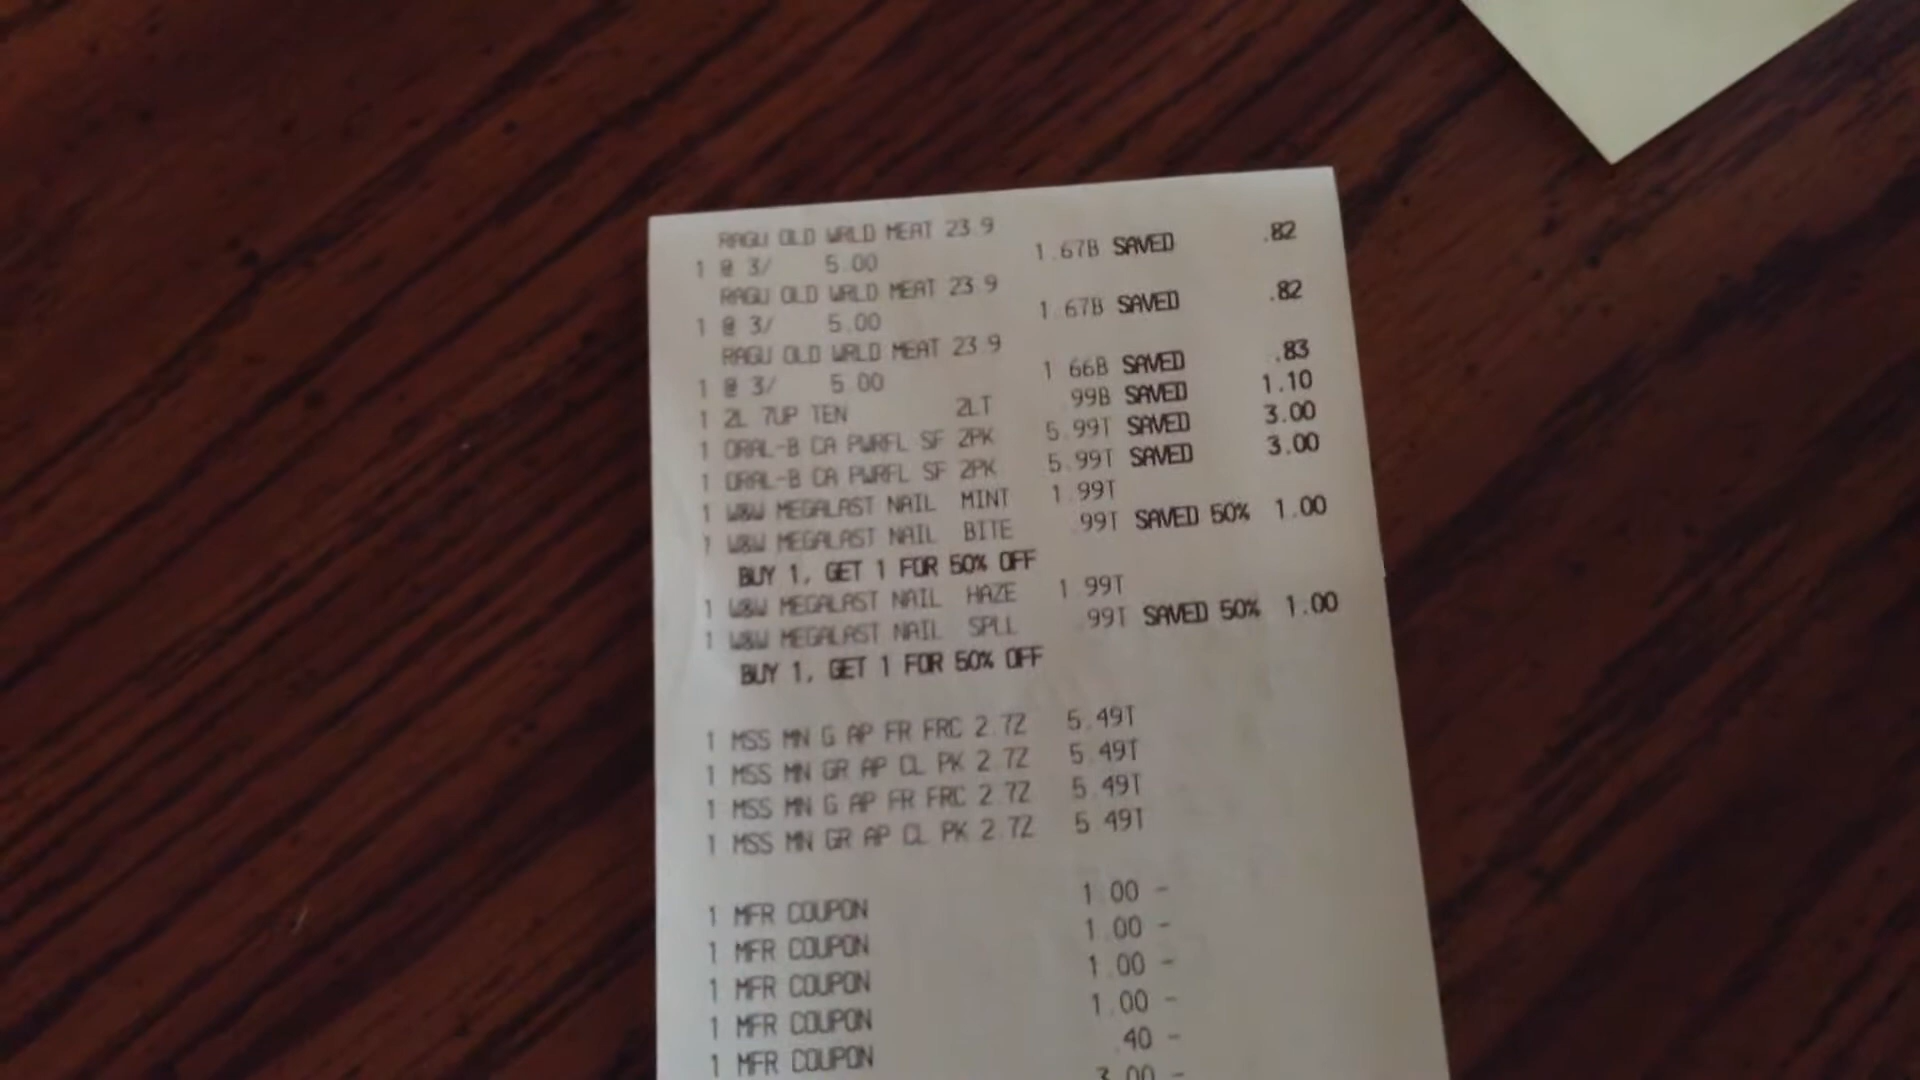 RAGU OLD WRLD MEAT 23.9
1 @ 3/ 5.00 1.67B SAVED .82
RAGU OLD WRLD MEAT 23.9
1 @ 3/ 5.00 1.67B SAVED .82
RAGU OLD WRLD MEAT 23.9
1 @ 3/ 5.00 1.66B SAVED .83
1 2L 7UP TEN 2LT .99B SAVED 1.10
1 ORAL-B CA PWRFL SF 2PK 5.99T SAVED 3.00
1 ORAL-B CA PWRFL SF 2PK 5.99T SAVED 3.00
1 W&W MEGALAST NAIL MINT 1.99T
1 W&W MEGALAST NAIL BITE .99T SAVED 50% 1.00
BUY 1, GET 1 FOR 50% OFF
1 W&W MEGALAST NAIL HAZE 1.99T
1 W&W MEGALAST NAIL SPLL .99T SAVED 50% 1.00
BUY 1, GET 1 FOR 50% OFF
1 MSS MN G AP FR FRC 2.7Z 5.49T
1 MSS MN GR AP CL PK 2.7Z 5.49T
1 MSS MN G AP FR FRC 2.7Z 5.49T
1 MSS MN GR AP CL PK 2.7Z 5.49T
1 MFR COUPON 1.00 -
1 MFR COUPON 1.00 -
1 MFR COUPON 1.00 -
1 MFR COUPON 1.00 -
1 MFR COUPON .40 -
3.00 -